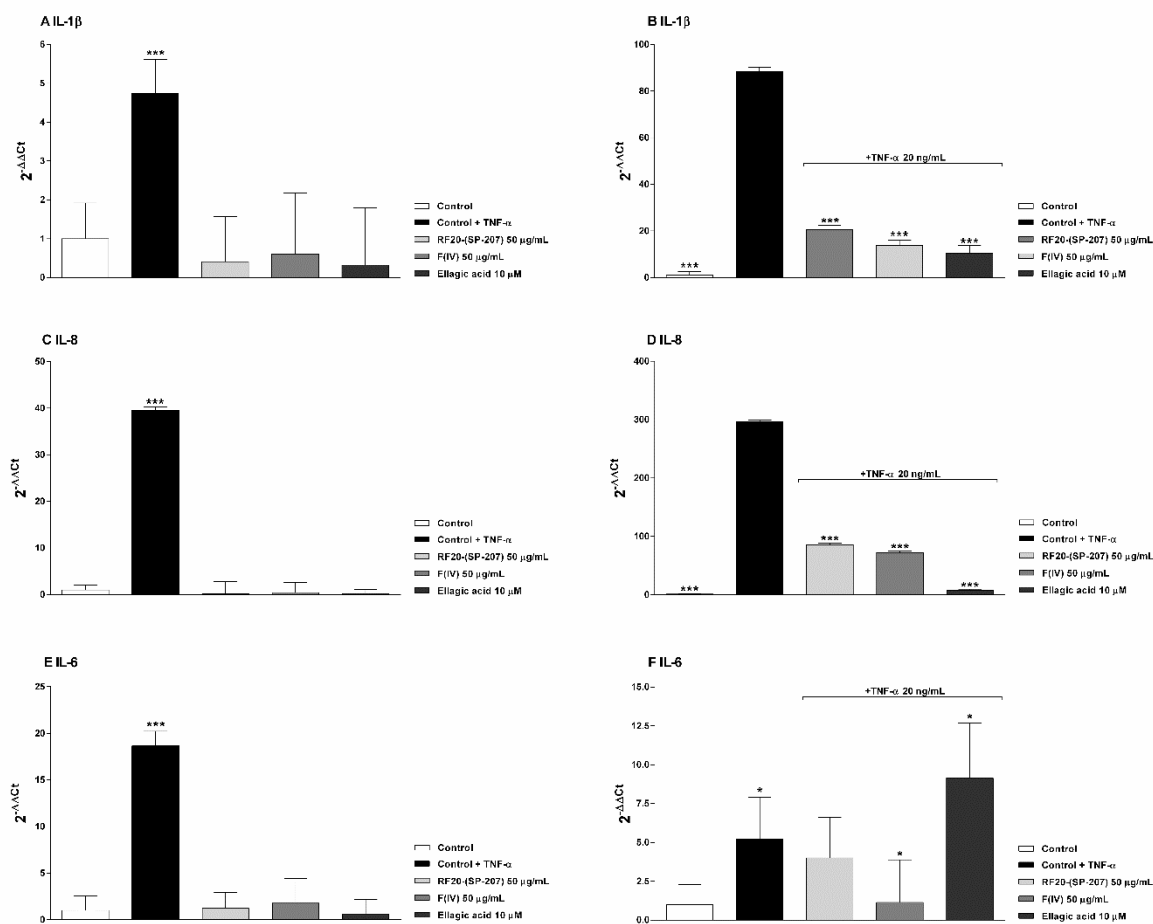 A IL-1β
6
5
4
3
2
1
0
2-ΔΔCt
***
Control
Control + TNF-α
RF20-(SP-207) 50 µg/mL
F(IV) 50 µg/mL
Ellagic acid 10 µM
B IL-1β
100
80
60
40
20
0
2-ΔΔCt
+TNF-α 20 ng/mL
***
***
***
***
Control
Control + TNF-α
RF20-(SP-207) 50 µg/mL
F(IV) 50 µg/mL
Ellagic acid 10 µM
C IL-8
50
40
30
20
10
0
2-ΔΔCt
***
Control
Control + TNF-α
RF20-(SP-207) 50 µg/mL
F(IV) 50 µg/mL
Ellagic acid 10 µM
D IL-8
400
300
200
100
0
2-ΔΔCt
+TNF-α 20 ng/mL
***
***
***
***
Control
Control + TNF-α
RF20-(SP-207) 50 µg/mL
F(IV) 50 µg/mL
Ellagic acid 10 µM
E IL-6
25
20
15
10
5
0
2-ΔΔCt
***
Control
Control + TNF-α
RF20-(SP-207) 50 µg/mL
F(IV) 50 µg/mL
Ellagic acid 10 µM
F IL-6
15.0
12.5
10.0
7.5
5.0
2.5
0.0
2-ΔΔCt
+TNF-α 20 ng/mL
*
*
*
Control
Control + TNF-α
RF20-(SP-207) 50 µg/mL
F(IV) 50 µg/mL
Ellagic acid 10 µM